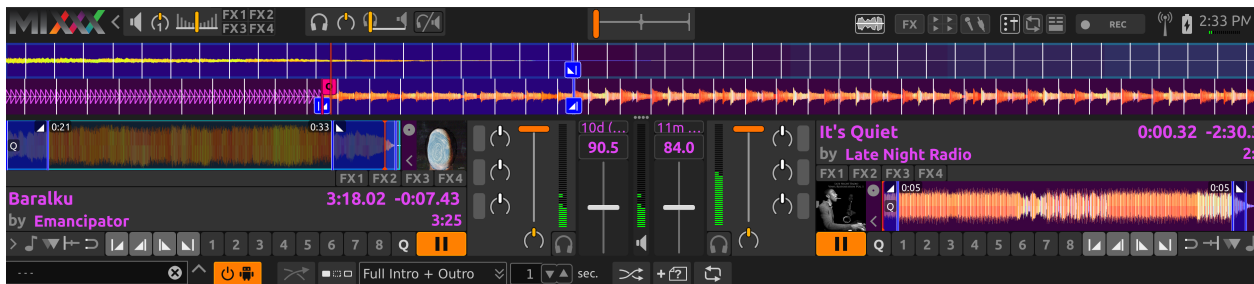 MIXXX
FX1 FX2
FX3 FX4
FX
REC
2:33 PM
C
0:21
0:33
Q
FX1 FX2 FX3 FX4
Baralku
3:18.02 -0:07.43
by Emancipator
3:25
1 2 3 4 5 6 7 8 Q
10d (...
90.5
11m ...
84.0
It's Quiet
0:00.32 -2:30.
by Late Night Radio
2:
FX1 FX2 FX3 FX4
0:05
0:05
Q
Q 1 2 3 4 5 6 7 8
---
Full Intro + Outro
1
sec.